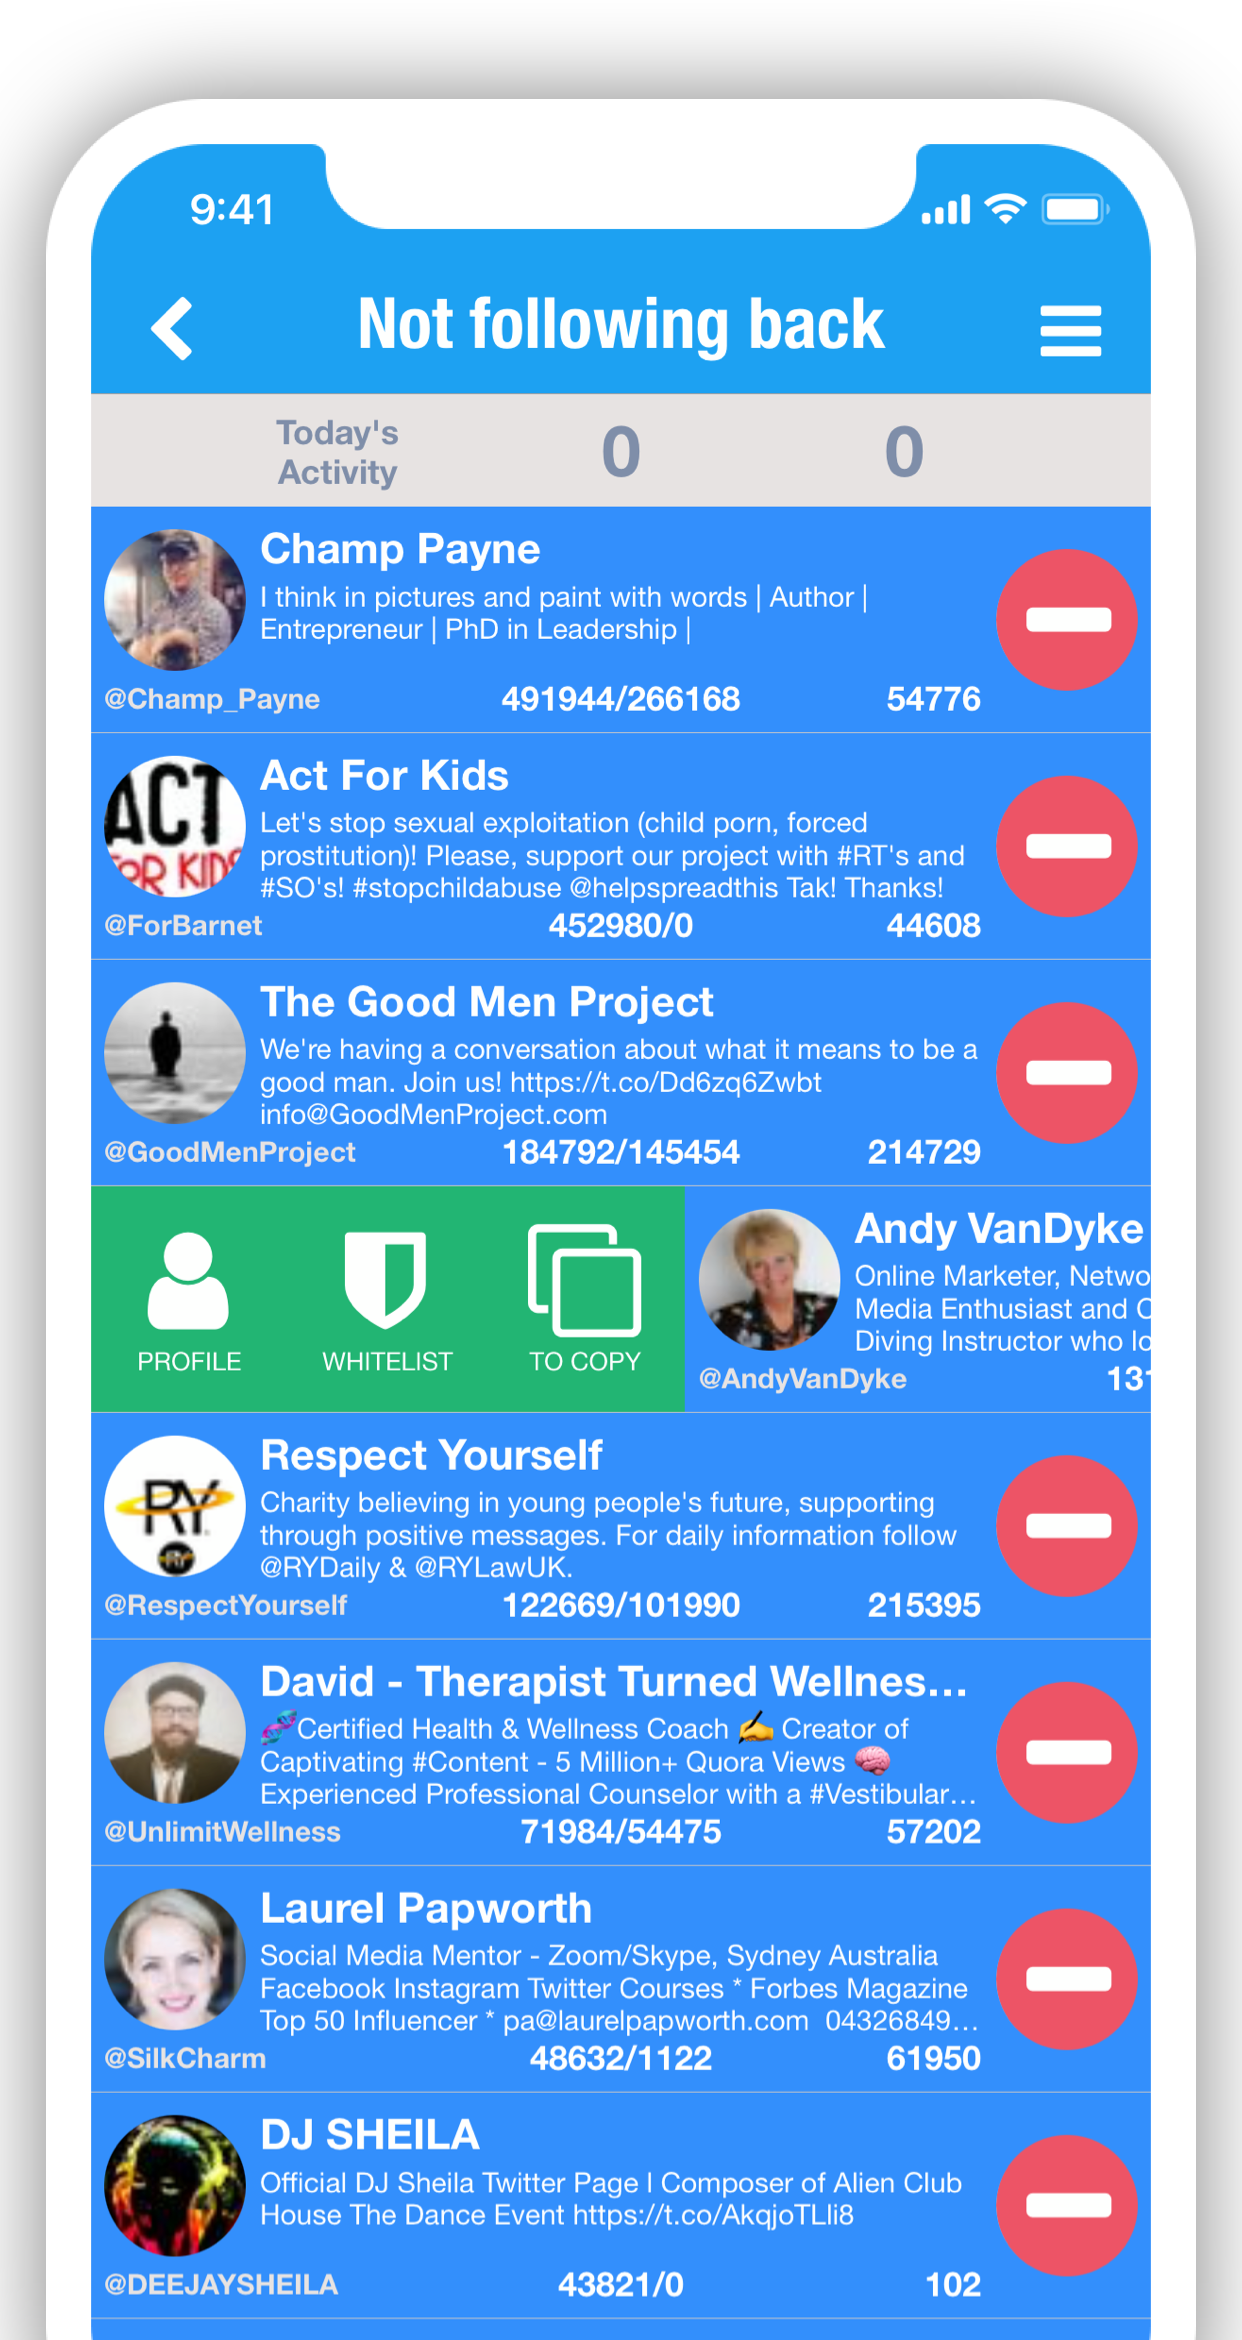 9:41
Not following back
Today's
Activity
0
0
Champ Payne
I think in pictures and paint with words | Author |
Entrepreneur | PhD in Leadership |
@Champ_Payne
491944/266168
54776
ACT
FOR KIDS
Act For Kids
Let's stop sexual exploitation (child porn, forced
prostitution)! Please, support our project with #RT's and
#SO's! #stopchildabuse @helpspreadthis Tak! Thanks!
@ForBarnet
452980/0
44608
The Good Men Project
We're having a conversation about what it means to be a
good man. Join us! https://t.co/Dd6zq6Zwbt
info@GoodMenProject.com
@GoodMenProject
184792/145454
214729
PROFILE
WHITELIST
TO COPY
Andy VanDyke
Online Marketer, Netwo
Media Enthusiast and C
Diving Instructor who lo
@AndyVanDyke
131
RY
RY
Respect Yourself
Charity believing in young people's future, supporting
through positive messages. For daily information follow
@RYDaily & @RYLawUK.
@RespectYourself
122669/101990
215395
David - Therapist Turned Wellnes...
🧬Certified Health & Wellness Coach ✍️ Creator of
Captivating #Content - 5 Million+ Quora Views 🧠
Experienced Professional Counselor with a #Vestibular...
@UnlimitWellness
71984/54475
57202
Laurel Papworth
Social Media Mentor - Zoom/Skype, Sydney Australia
Facebook Instagram Twitter Courses * Forbes Magazine
Top 50 Influencer * pa@laurelpapworth.com 04326849...
@SilkCharm
48632/1122
61950
DJ SHEILA
Official DJ Sheila Twitter Page I Composer of Alien Club
House The Dance Event https://t.co/AkqjoTLli8
@DEEJAYSHEILA
43821/0
102